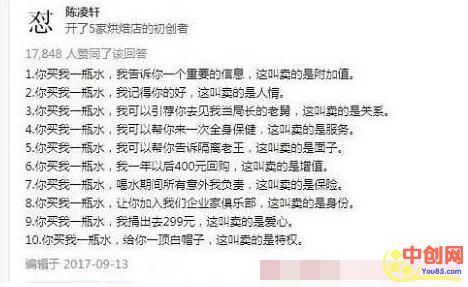 怼
陈凌轩
开了5家烘焙店的初创者
17,848 人赞同了该回答
1.你买我一瓶水，我告诉你一个重要的信息，这叫卖的是附加值。
2.你买我一瓶水，我记得你的好，这叫卖的是人情。
3.你买我一瓶水，我可以引荐你去见我当局长的老舅，这叫卖的是关系。
4.你买我一瓶水，我可以帮你来一次全身保健，这叫卖的是服务。
5.你买我一瓶水，我可以帮你告诉隔离老王，这叫卖的是面子。
6.你买我一瓶水，我一年以后400元回购，这叫卖的是增值。
7.你买我一瓶水，喝水期间所有意外我负责，这叫卖的是保险。
8.你买我一瓶水，让你加入我们企业家俱乐部，这叫卖的是身份。
9.你买我一瓶水，我捐出去299元，这叫卖的是爱心。
10.你买我一瓶水，给你一顶白帽子，这叫卖的是特权。
编辑于 2017-09-13
中创网
You85.com